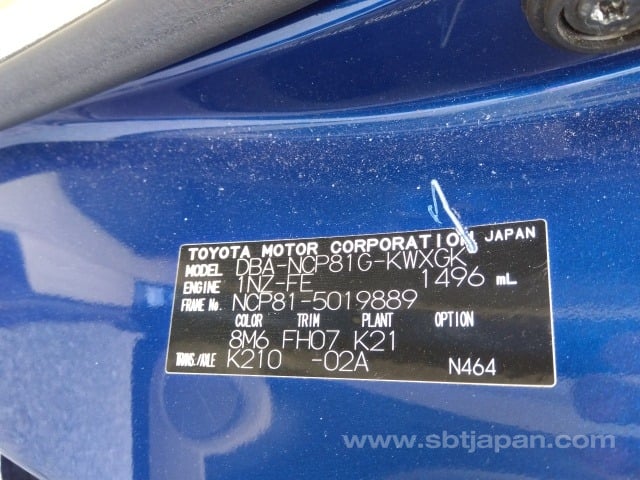 TOYOTA MOTOR CORPORATION JAPAN
MODEL DBA-NCP81G-KWXGK
ENGINE 1NZ-FE 1496 mL
FRAME No. NCP81-5019889
COLOR TRIM PLANT OPTION
8M6 FH07 K21
TRANS./AXLE K210 -02A N464
www.sbtjapan.com